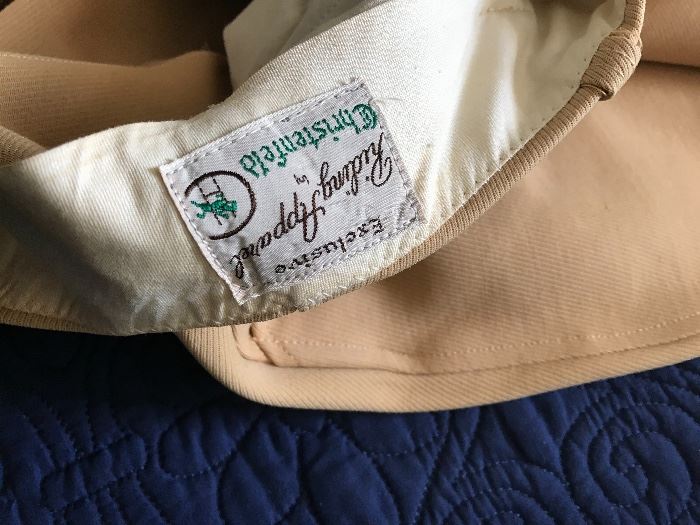 Exclusive
Riding Apparel
by
Christenfeld